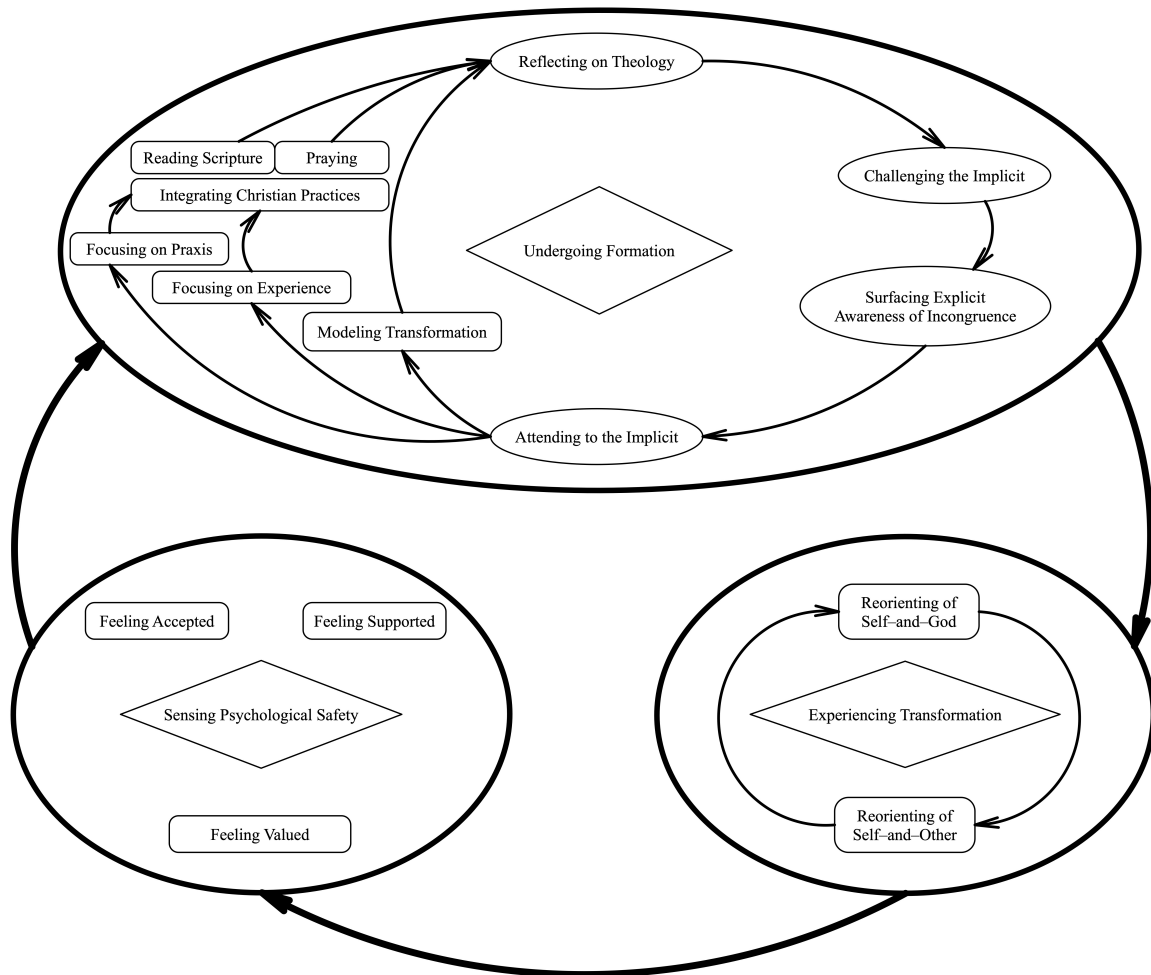 Reflecting on Theology
Reading Scripture
Praying
Challenging the Implicit
Integrating Christian Practices
Focusing on Praxis
Undergoing Formation
Focusing on Experience
Surfacing Explicit
Awareness of Incongruence
Modeling Transformation
Attending to the Implicit
Feeling Accepted
Feeling Supported
Sensing Psychological Safety
Feeling Valued
Reorienting of
Self–and–God
Experiencing Transformation
Reorienting of
Self–and–Other